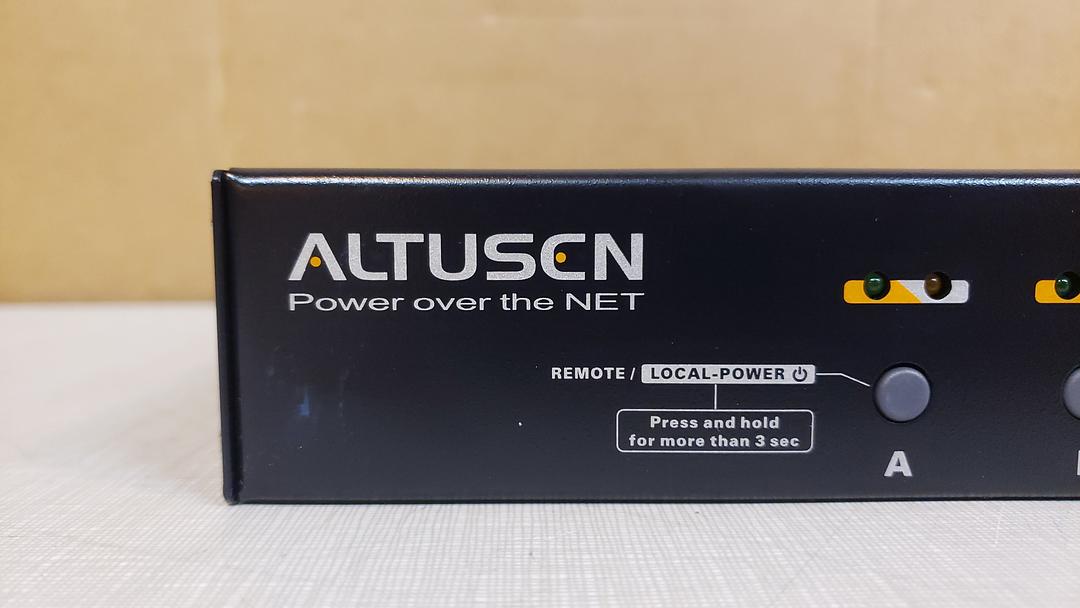 ALTUSEN
Power over the NET
REMOTE / LOCAL-POWER
Press and hold
for more than 3 sec
A